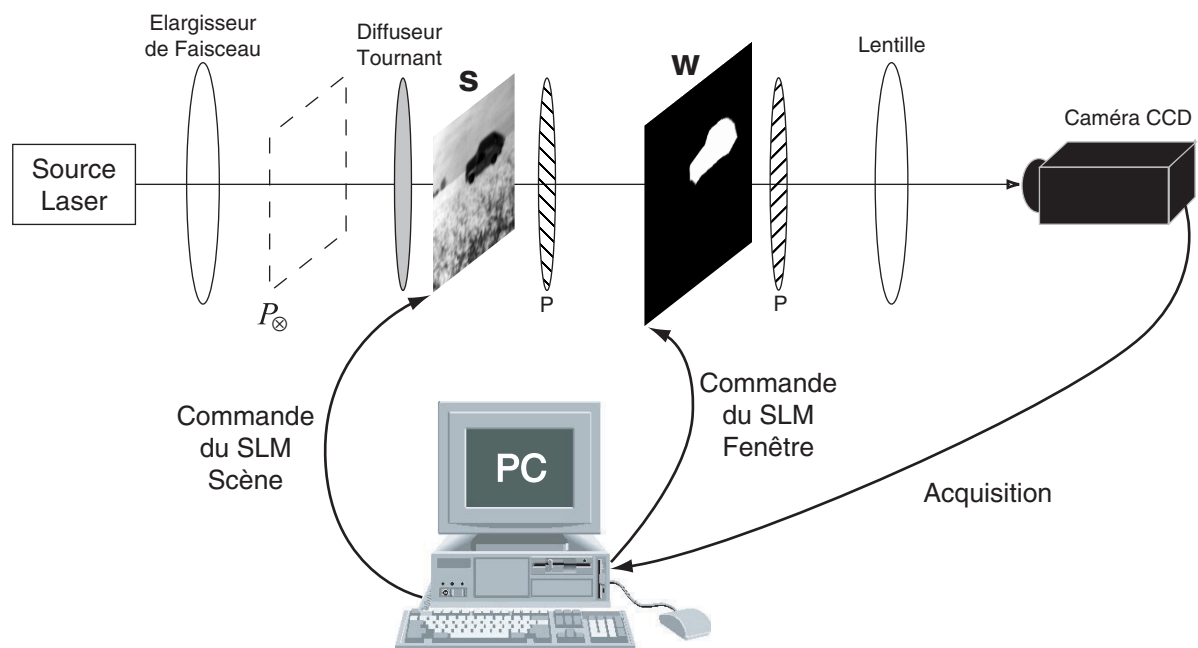 Elargisseur
de Faisceau
Diffuseur
Tournant
S
W
Lentille
Caméra CCD
Source
Laser
P⊗
P
P
Commande
du SLM
Scène
PC
Commande
du SLM
Fenêtre
Acquisition